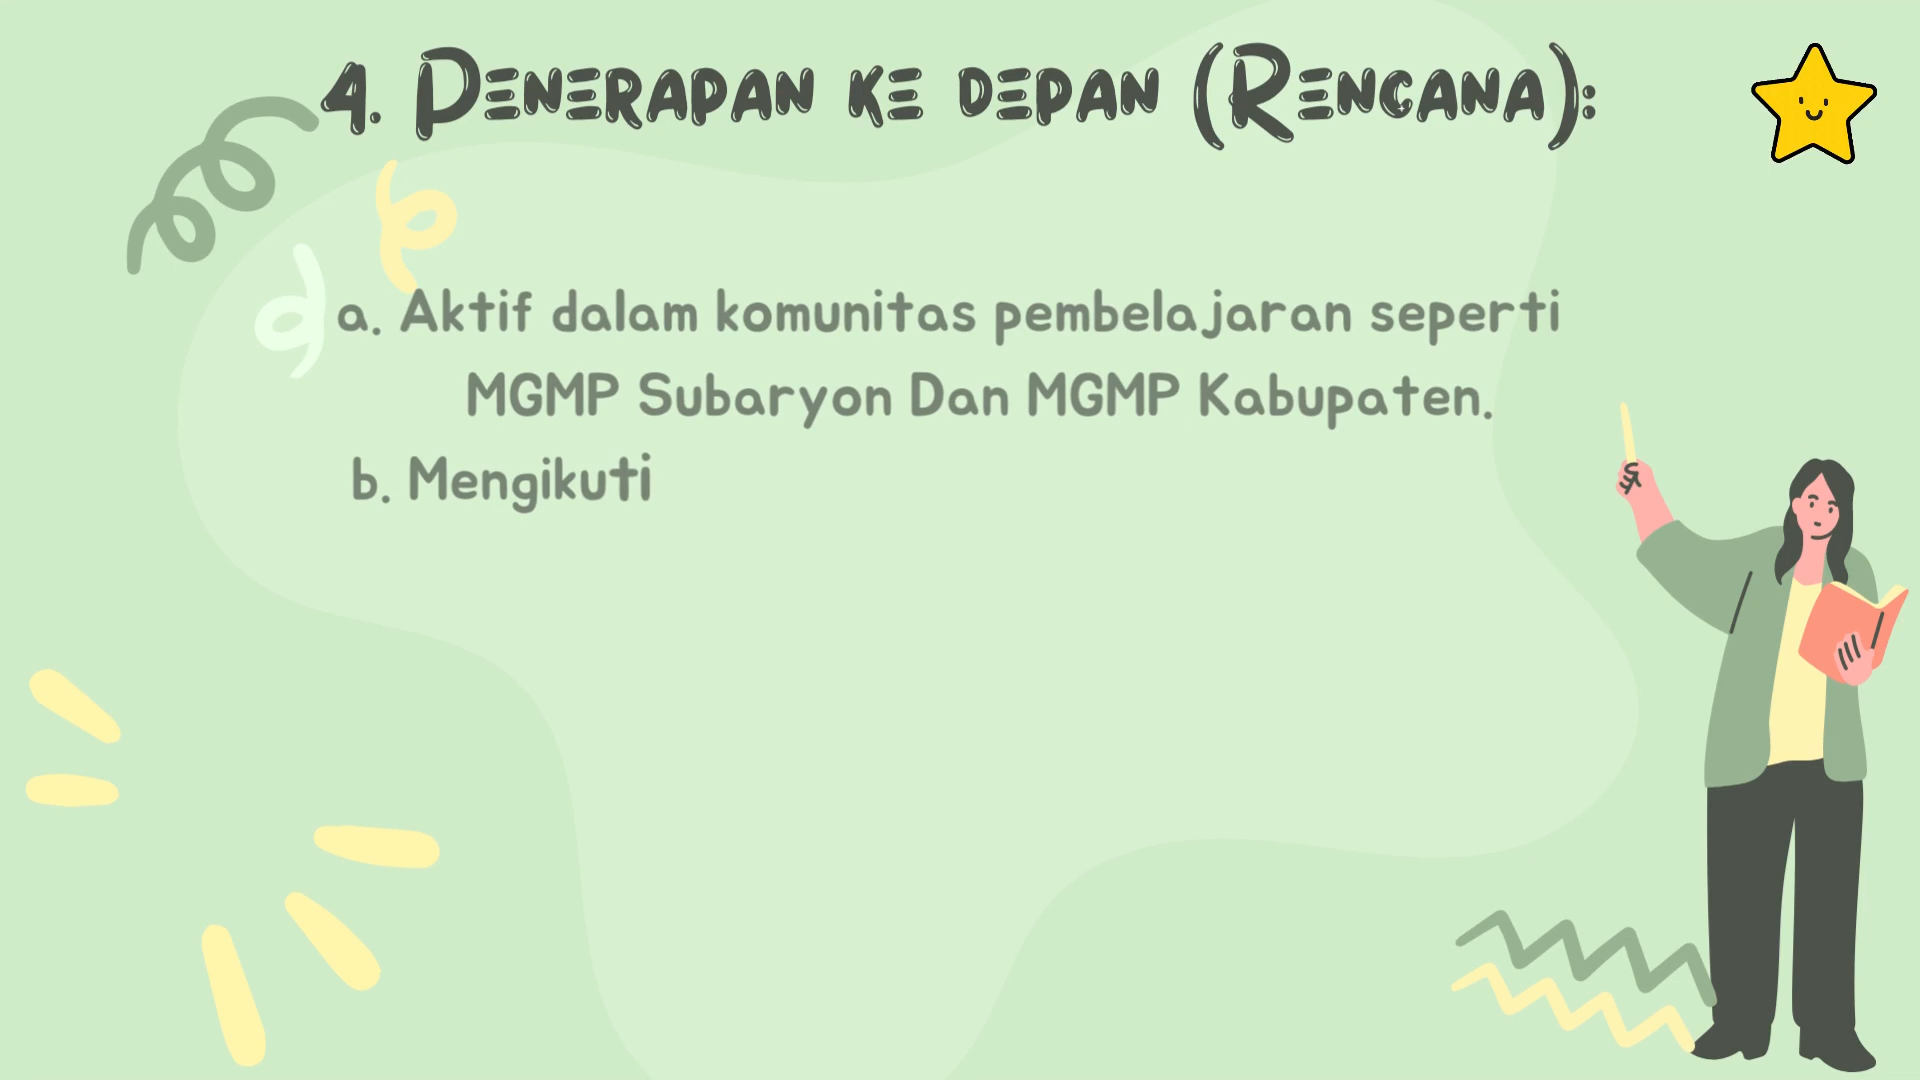 4. Penerapan ke depan (Rencana):
a. Aktif dalam komunitas pembelajaran seperti
MGMP Subaryon Dan MGMP Kabupaten.
b. Mengikuti